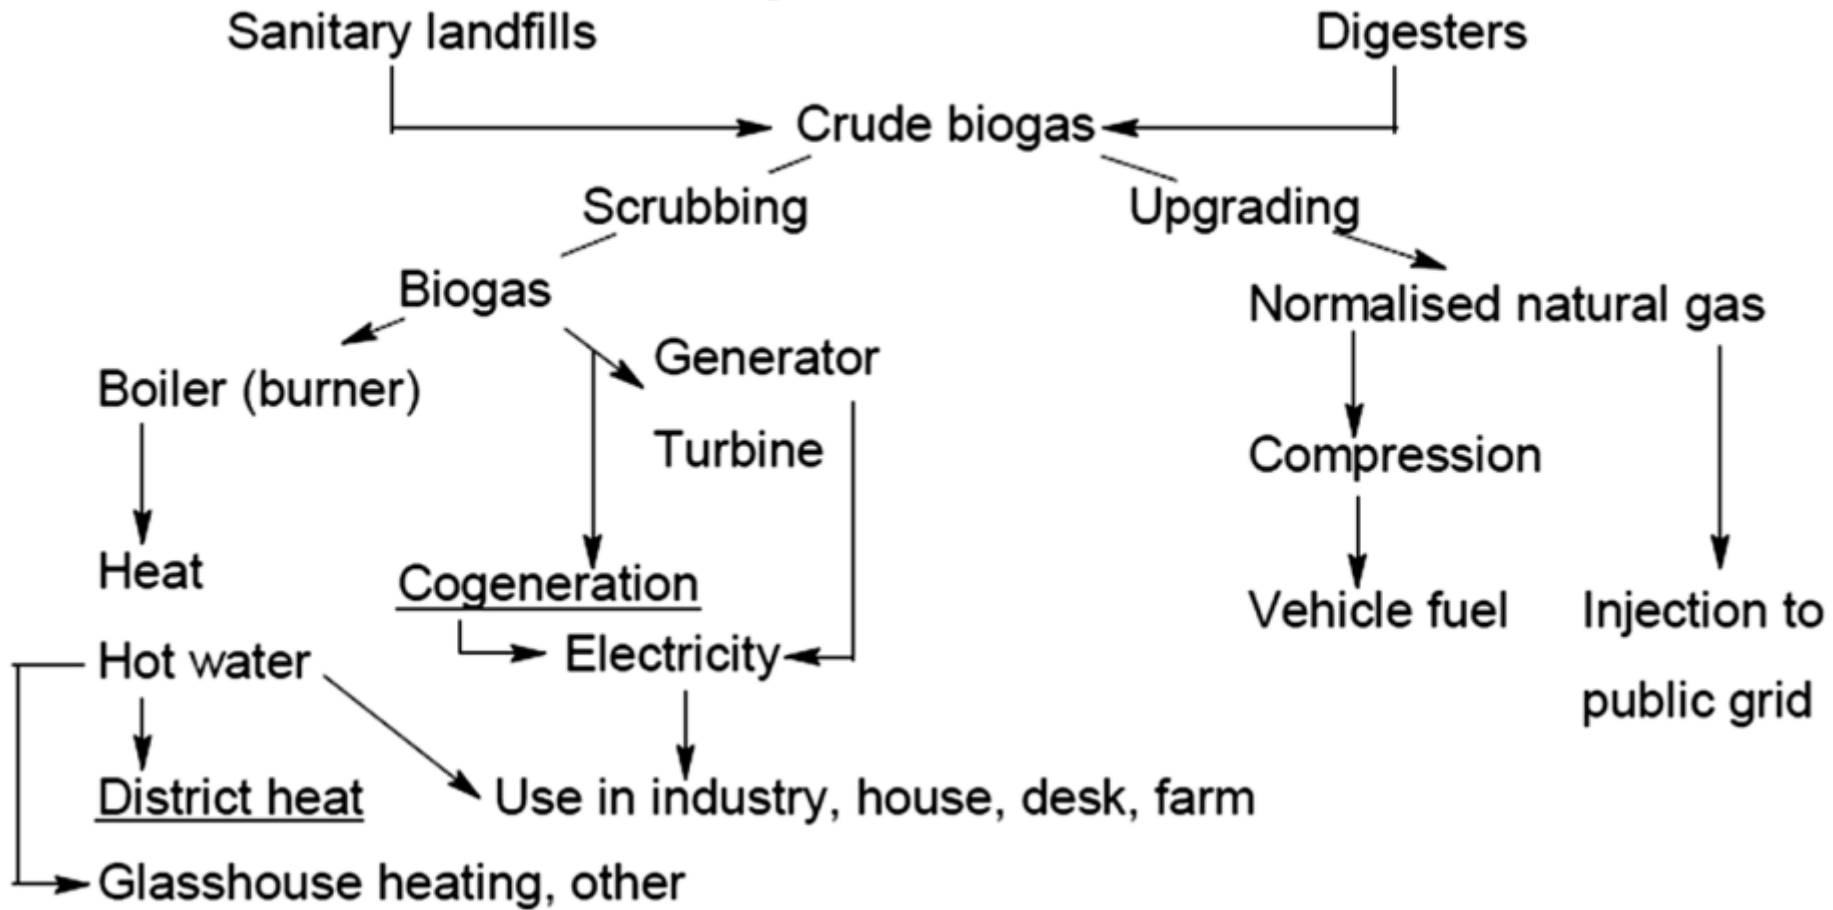 Sanitary landfills
Digesters
Crude biogas
Scrubbing
Upgrading
Biogas
Normalised natural gas
Generator
Boiler (burner)
Turbine
Compression
Heat
Cogeneration
Vehicle fuel
Injection to
public grid
Hot water
Electricity
District heat
Use in industry, house, desk, farm
Glasshouse heating, other